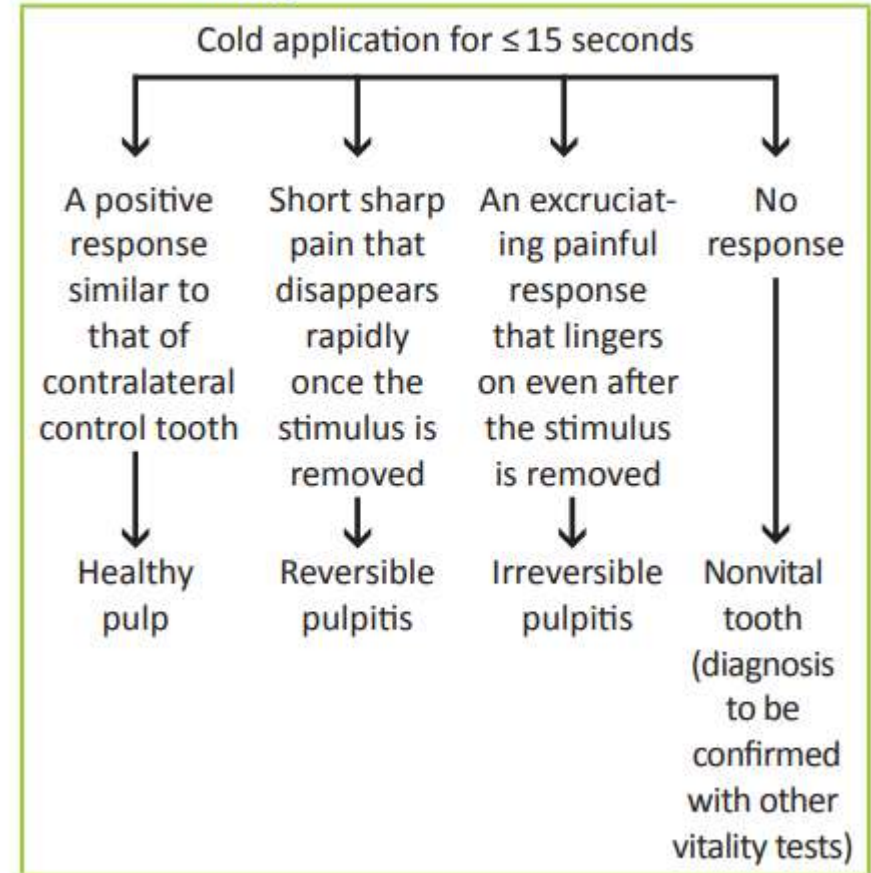 Cold application for ≤ 15 seconds
A positive
response
similar to
that of
contralateral
control tooth
Healthy
pulp
Short sharp
pain that
disappears
rapidly
once the
stimulus is
removed
Reversible
pulpitis
An excruciat-
ing painful
response
that lingers
on even after
the stimulus
is removed
Irreversible
pulpitis
No
response
Nonvital
tooth
(diagnosis
to be
confirmed
with other
vitality tests)